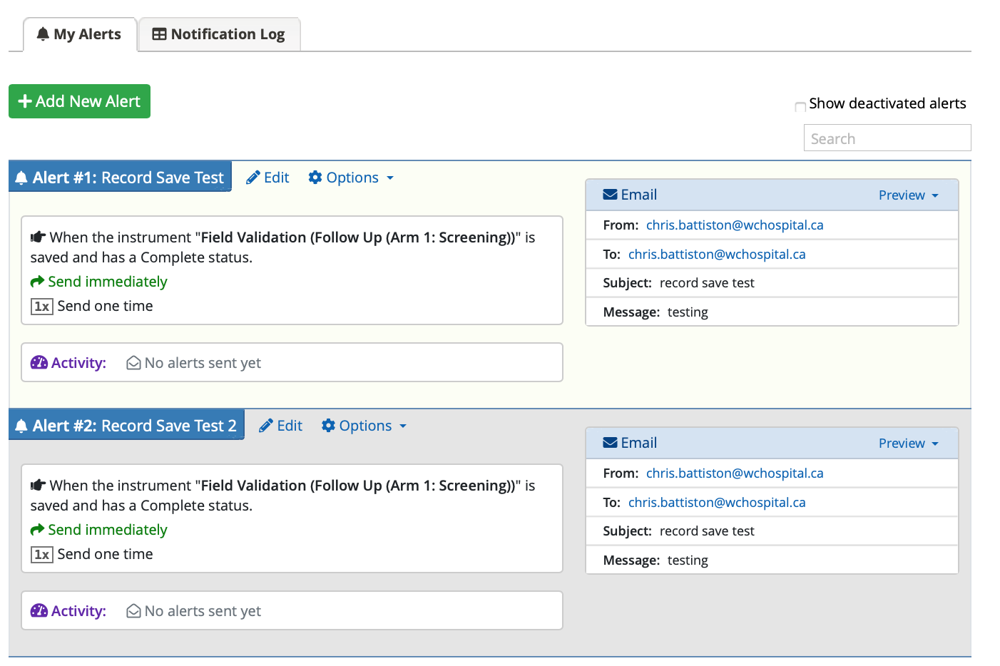 My Alerts
Notification Log
Add New Alert
Show deactivated alerts
Search
Alert #1: Record Save Test
Edit
Options
Email
Preview
When the instrument "Field Validation (Follow Up (Arm 1: Screening))" is
saved and has a Complete status.
Send immediately
1x Send one time
From: chris.battiston@wchospital.ca
To: chris.battiston@wchospital.ca
Subject: record save test
Message: testing
Activity: No alerts sent yet
Alert #2: Record Save Test 2
Edit
Options
Email
Preview
When the instrument "Field Validation (Follow Up (Arm 1: Screening))" is
saved and has a Complete status.
Send immediately
1x Send one time
From: chris.battiston@wchospital.ca
To: chris.battiston@wchospital.ca
Subject: record save test
Message: testing
Activity: No alerts sent yet